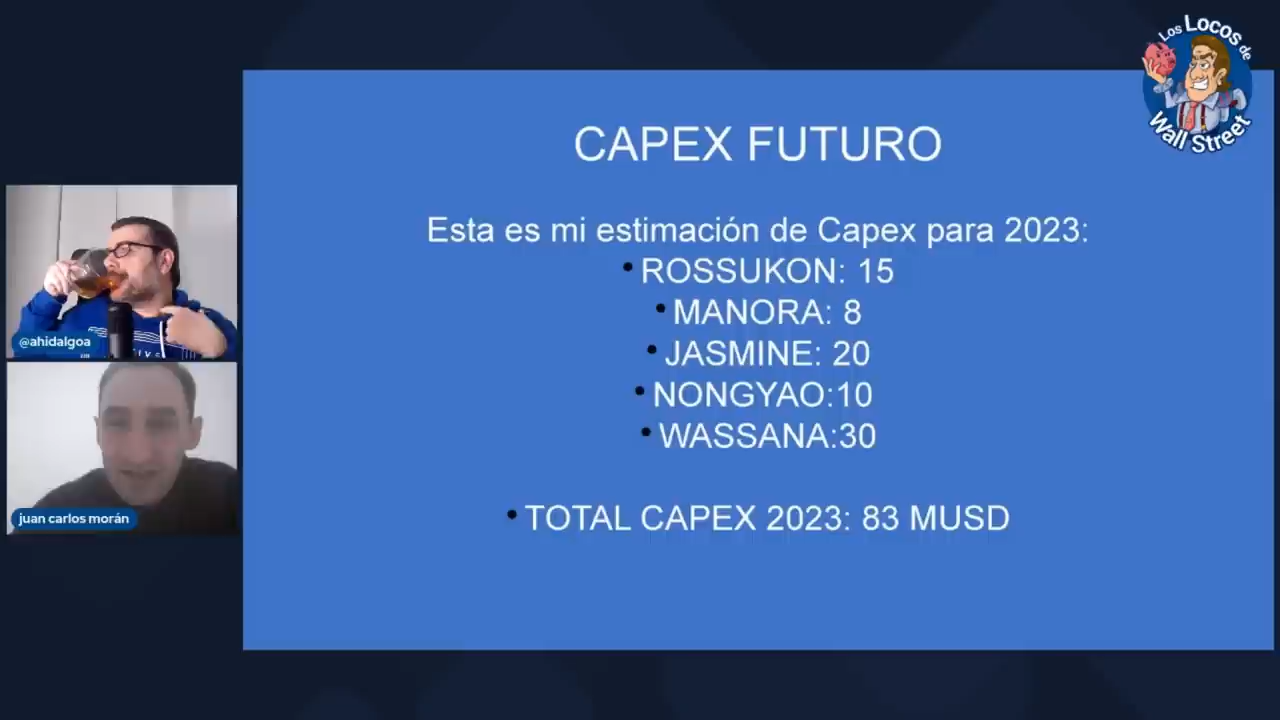 Los Locos de
Wall Street
CAPEX FUTURO
Esta es mi estimación de Capex para 2023:
• ROSSUKON: 15
• MANORA: 8
• JASMINE: 20
• NONGYAO:10
• WASSANA:30
• TOTAL CAPEX 2023: 83 MUSD
@ahidalgoa
juan carlos morán